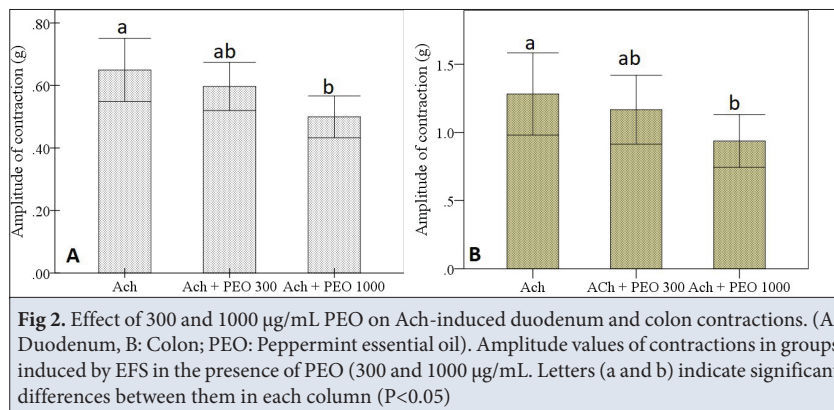 .80
.60
.40
.20
.00
Amplitude of contraction (g)
a
ab
b
A
Ach
Ach + PEO 300
Ach + PEO 1000
1.5
1.0
.5
.0
Amplitude of contraction (g)
a
ab
b
B
Ach
ACh + PEO 300
Ach + PEO 1000
Fig 2. Effect of 300 and 1000 µg/mL PEO on Ach-induced duodenum and colon contractions. (A:
Duodenum, B: Colon; PEO: Peppermint essential oil). Amplitude values of contractions in groups
induced by EFS in the presence of PEO (300 and 1000 µg/mL. Letters (a and b) indicate significant
differences between them in each column (P<0.05)